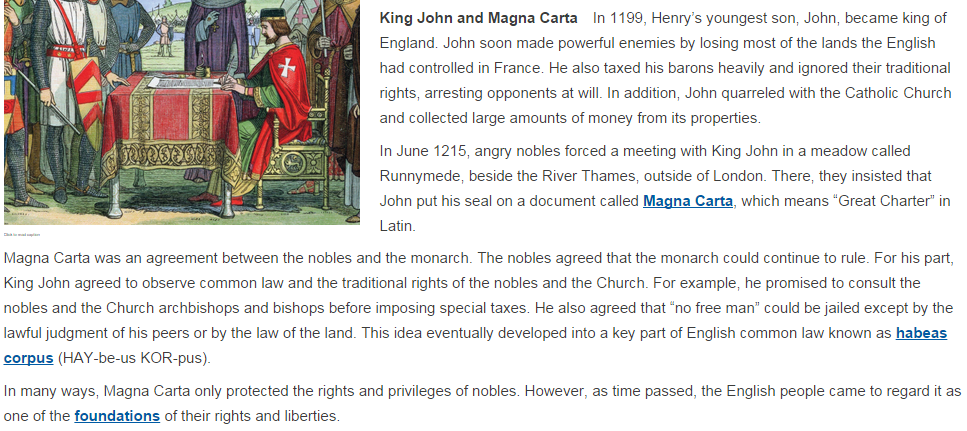 King John and Magna Carta In 1199, Henry’s youngest son, John, became king of
England. John soon made powerful enemies by losing most of the lands the English
had controlled in France. He also taxed his barons heavily and ignored their traditional
rights, arresting opponents at will. In addition, John quarreled with the Catholic Church
and collected large amounts of money from its properties.
In June 1215, angry nobles forced a meeting with King John in a meadow called
Runnymede, beside the River Thames, outside of London. There, they insisted that
John put his seal on a document called Magna Carta, which means “Great Charter” in
Latin.
Click to read caption
Magna Carta was an agreement between the nobles and the monarch. The nobles agreed that the monarch could continue to rule. For his part,
King John agreed to observe common law and the traditional rights of the nobles and the Church. For example, he promised to consult the
nobles and the Church archbishops and bishops before imposing special taxes. He also agreed that “no free man” could be jailed except by the
lawful judgment of his peers or by the law of the land. This idea eventually developed into a key part of English common law known as habeas
corpus (HAY-be-us KOR-pus).
In many ways, Magna Carta only protected the rights and privileges of nobles. However, as time passed, the English people came to regard it as
one of the foundations of their rights and liberties.